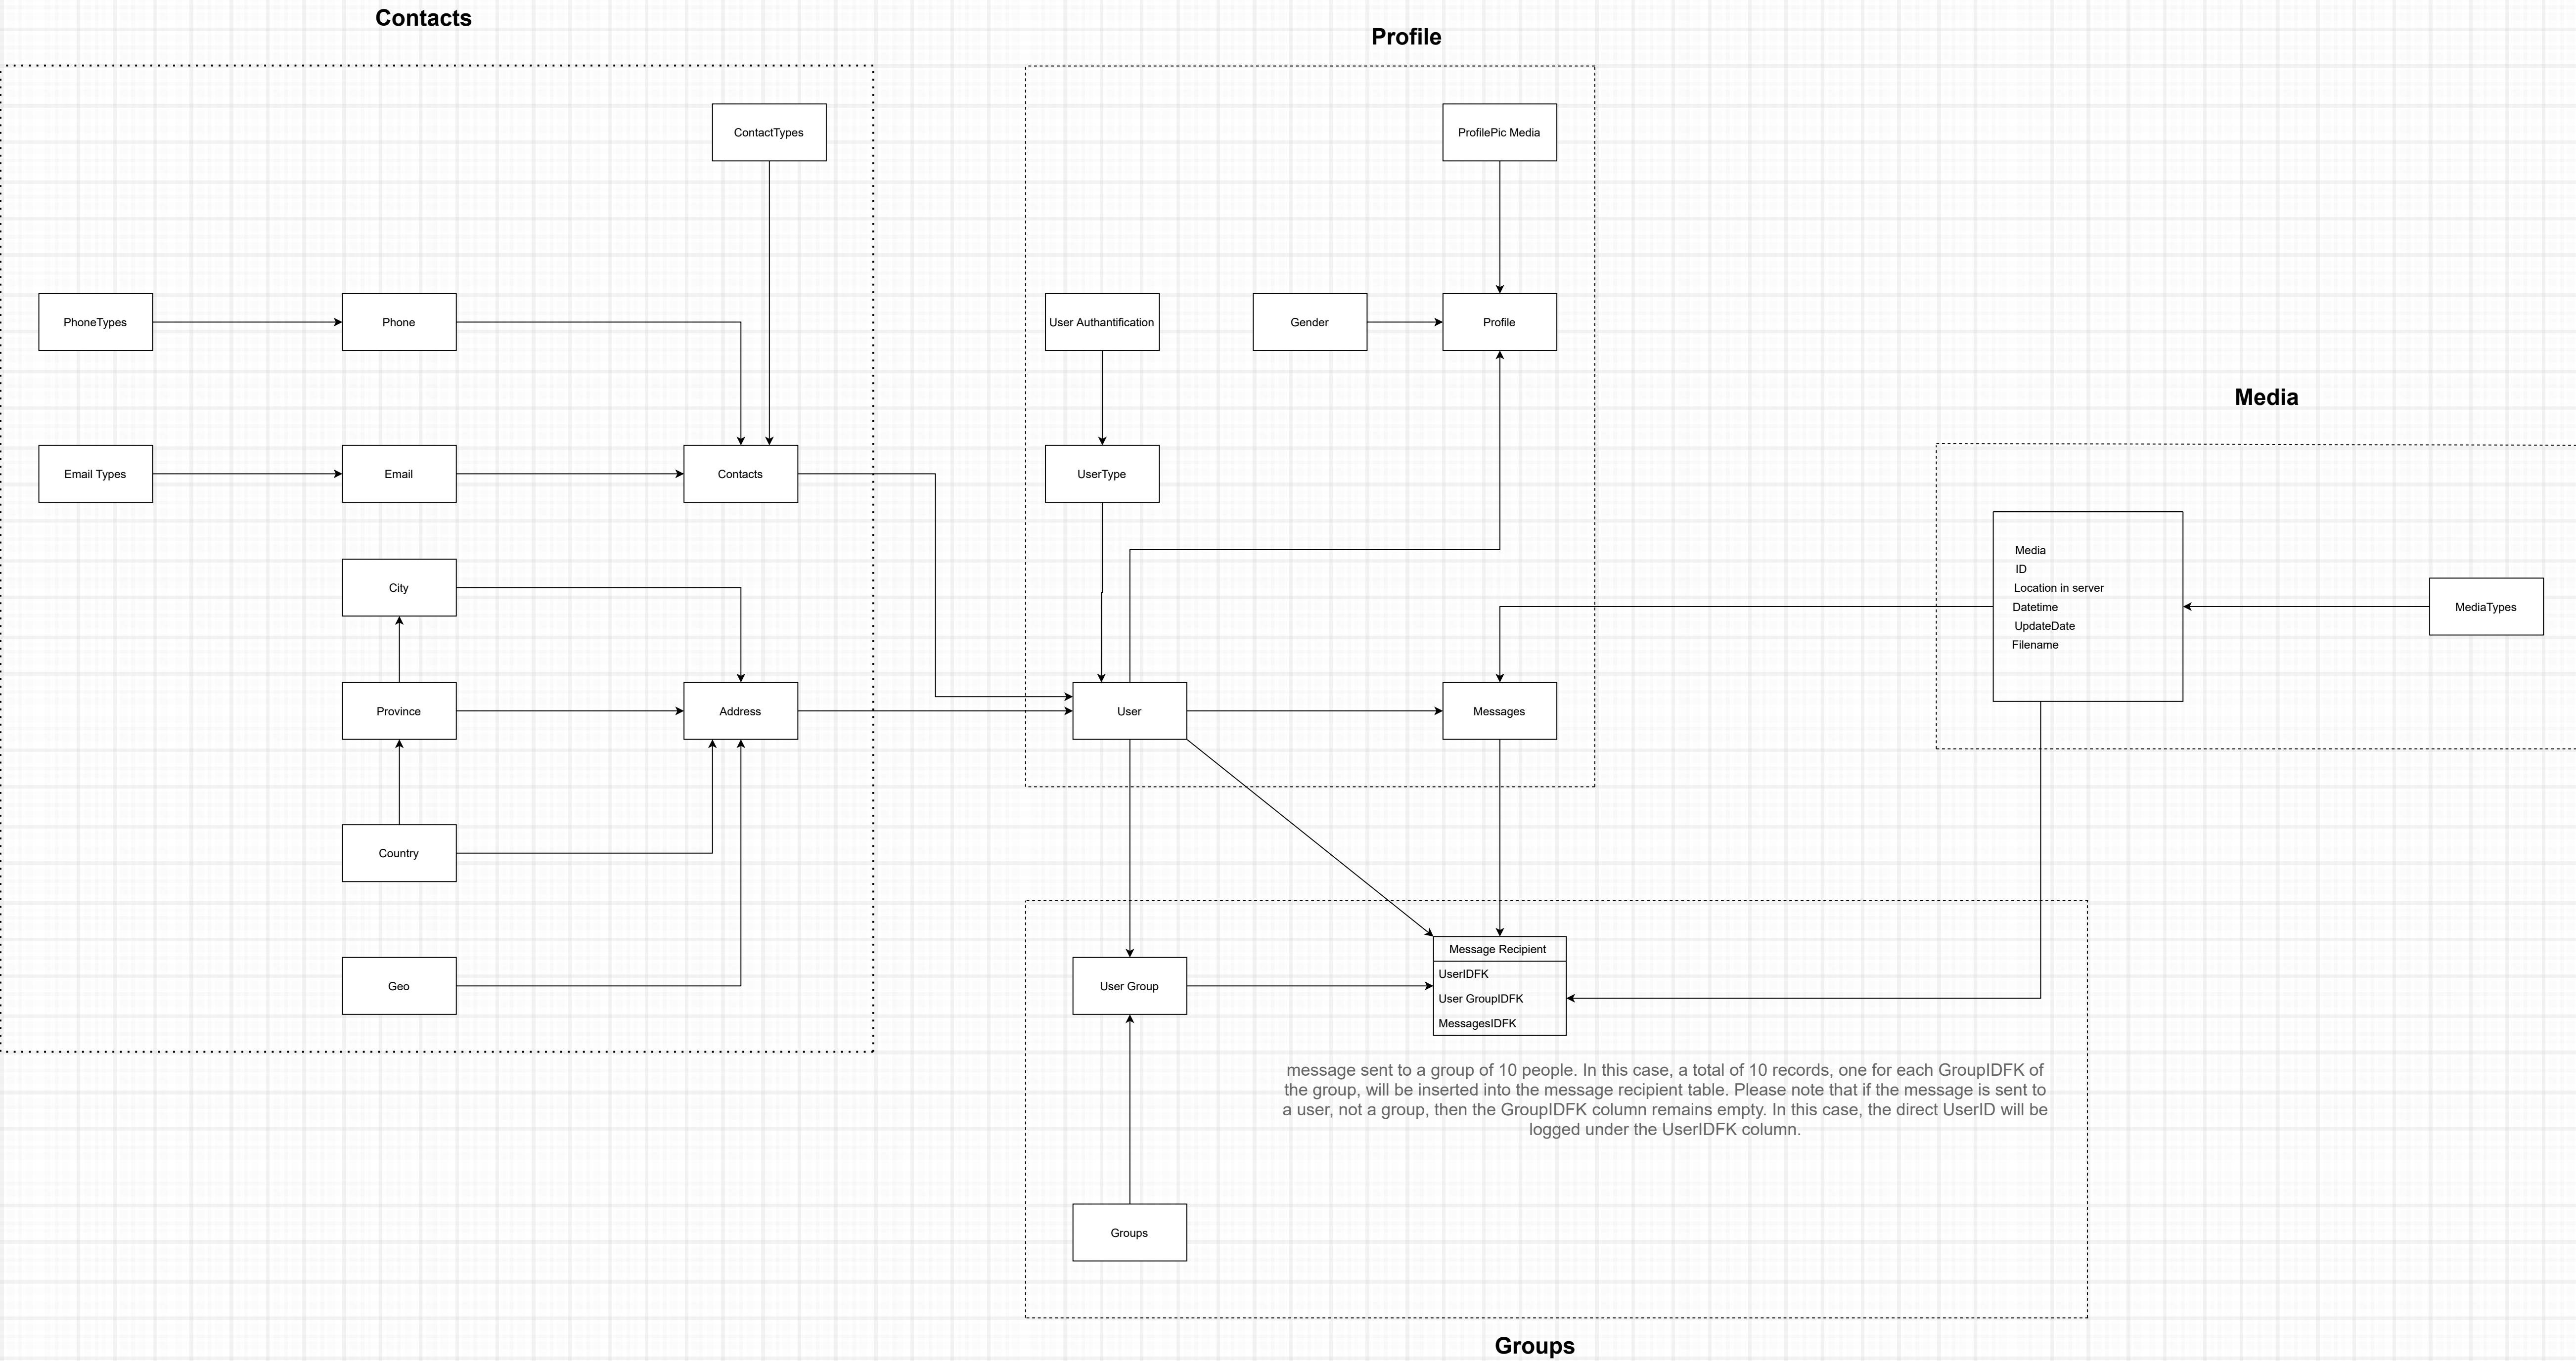 Contacts
Profile
ContactTypes
ProfilePic Media
PhoneTypes
Phone
User Authantification
Gender
Profile
Media
Email Types
Email
Contacts
UserType
City
Media
ID
Location in server
Datetime
UpdateDate
Filename
MediaTypes
Province
Address
User
Messages
Country
Geo
User Group
Message Recipient
UserIDFK
User GroupIDFK
MessagesIDFK
message sent to a group of 10 people. In this case, a total of 10 records, one for each GroupIDFK of
the group, will be inserted into the message recipient table. Please note that if the message is sent to
a user, not a group, then the GroupIDFK column remains empty. In this case, the direct UserID will be
logged under the UserIDFK column.
Groups
Groups